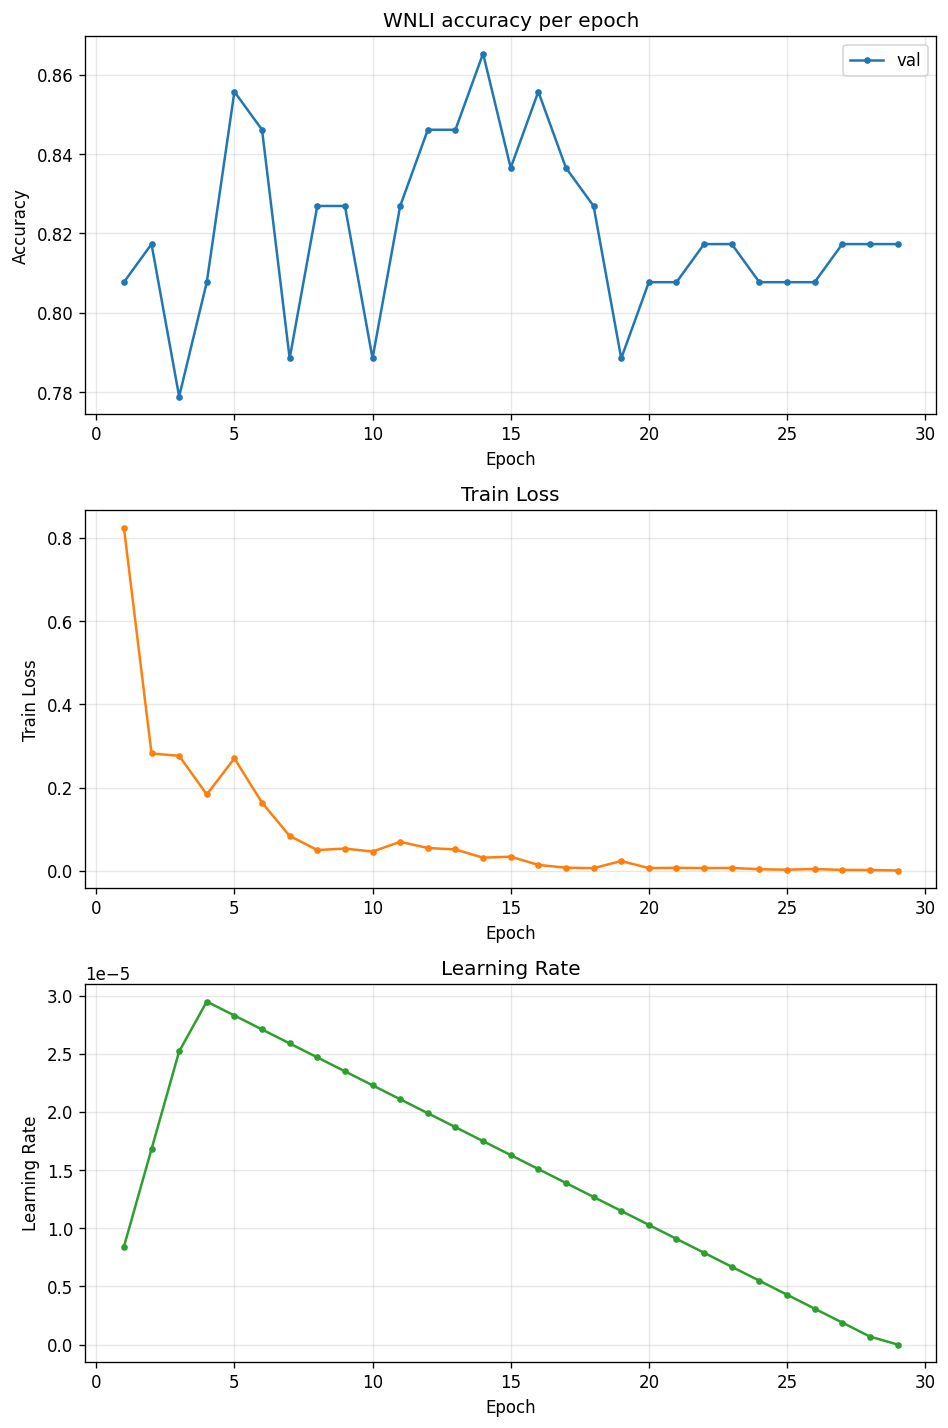 WNLI accuracy per epoch
val
0.86
0.84
0.82
0.80
0.78
Accuracy
0 5 10 15 20 25 30
Epoch
Train Loss
0.8
0.6
0.4
0.2
0.0
Train Loss
0 5 10 15 20 25 30
Epoch
Learning Rate
1e−5
3.0
2.5
2.0
1.5
1.0
0.5
0.0
Learning Rate
0 5 10 15 20 25 30
Epoch